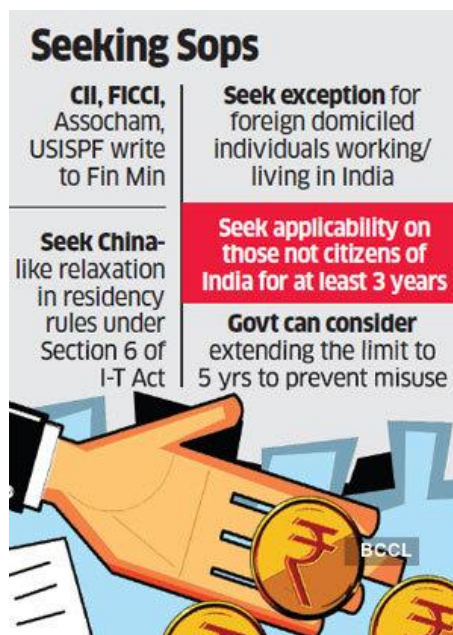 Seeking Sops
CII, FICCI,
Assocham,
USISPF write
to Fin Min
Seek China-
like relaxation
in residency
rules under
Section 6 of
I-T Act
Seek exception for
foreign domiciled
individuals working/
living in India
Seek applicability on
those not citizens of
India for at least 3 years
Govt can consider
extending the limit to
5 yrs to prevent misuse
₹
BCCL
₹
₹